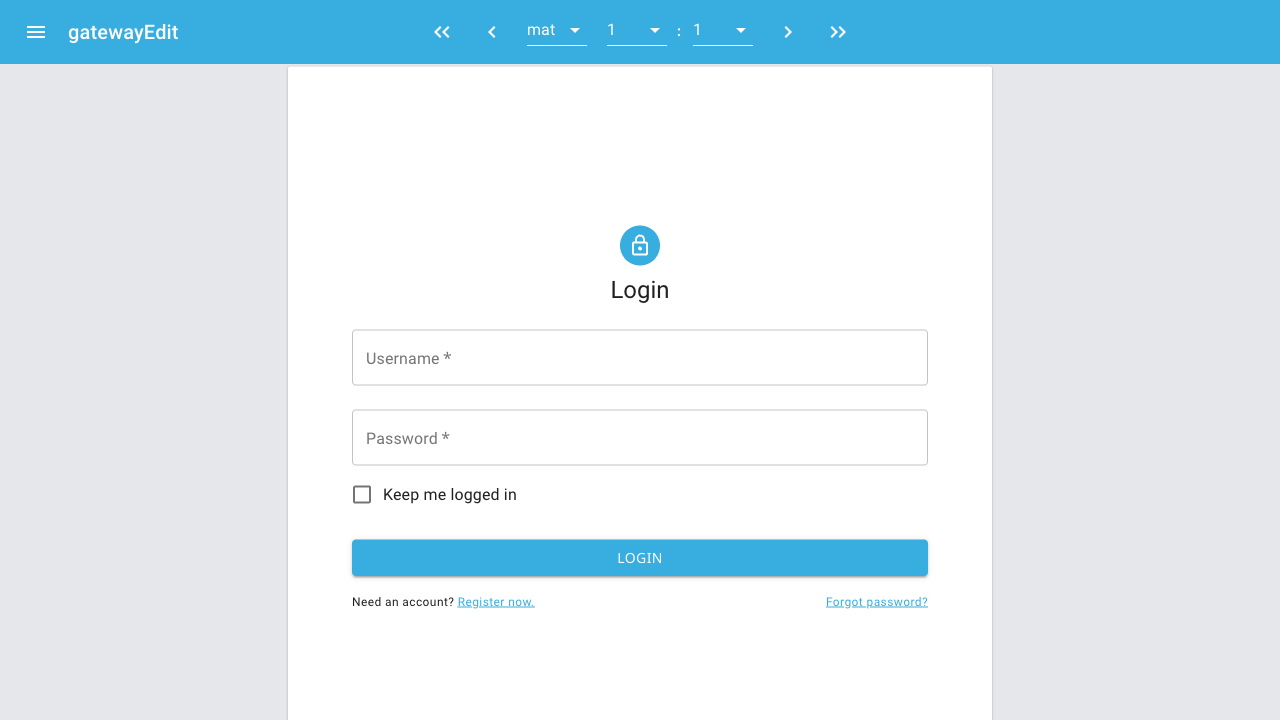 gatewayEdit
mat 1 : 1
Login
Username *
Password *
Keep me logged in
LOGIN
Need an account? Register now. Forgot password?